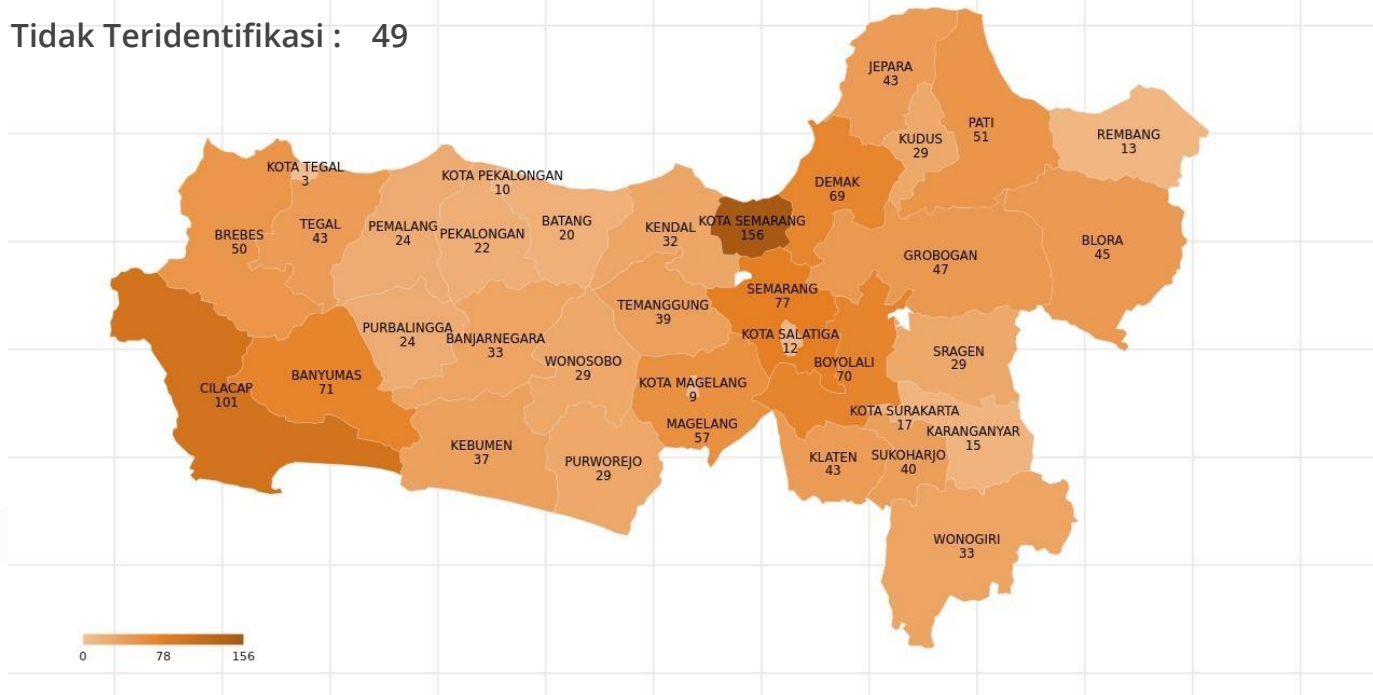 Tidak Teridentifikasi : 49
JEPARA
43
PATI
51
REMBANG
13
KUDUS
29
KOTA TEGAL
3
KOTA PEKALONGAN
10
DEMAK
69
BREBES
50
TEGAL
43
PEMALANG
24
PEKALONGAN
22
BATANG
20
KENDAL
32
KOTA SEMARANG
156
GROBOGAN
47
BLORA
45
SEMARANG
77
TEMANGGUNG
39
PURBALINGGA
24
BANJARNEGARA
33
KOTA SALATIGA
12
WONOSOBO
29
BOYOLALI
70
SRAGEN
29
CILACAP
101
BANYUMAS
71
KOTA MAGELANG
9
MAGELANG
57
KOTA SURAKARTA
17
KARANGANYAR
15
KEBUMEN
37
PURWOREJO
29
KLATEN
43
SUKOHARJO
40
WONOGIRI
33
0 78 156